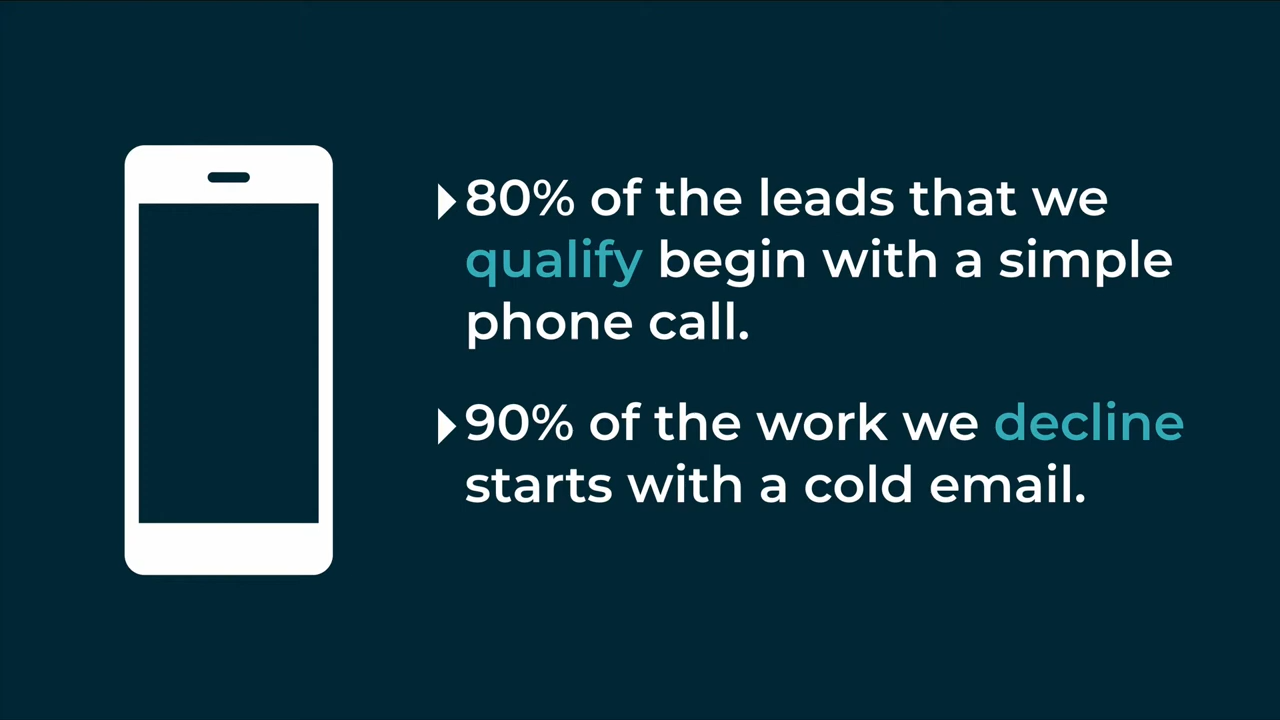 80% of the leads that we
qualify begin with a simple
phone call.
90% of the work we decline
starts with a cold email.